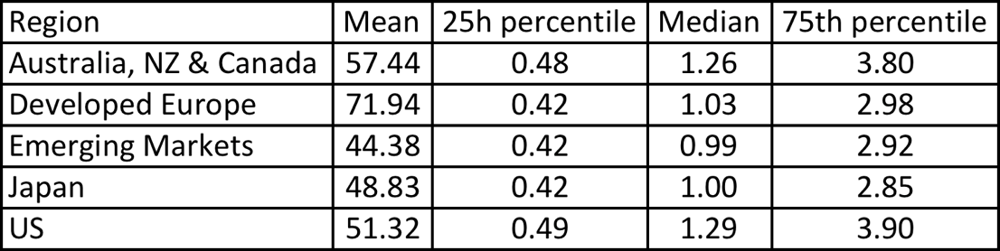 Region Mean 25h percentile Median 75th percentile
Australia, NZ & Canada 57.44 0.48 1.26 3.80
Developed Europe 71.94 0.42 1.03 2.98
Emerging Markets 44.38 0.42 0.99 2.92
Japan 48.83 0.42 1.00 2.85
US 51.32 0.49 1.29 3.90